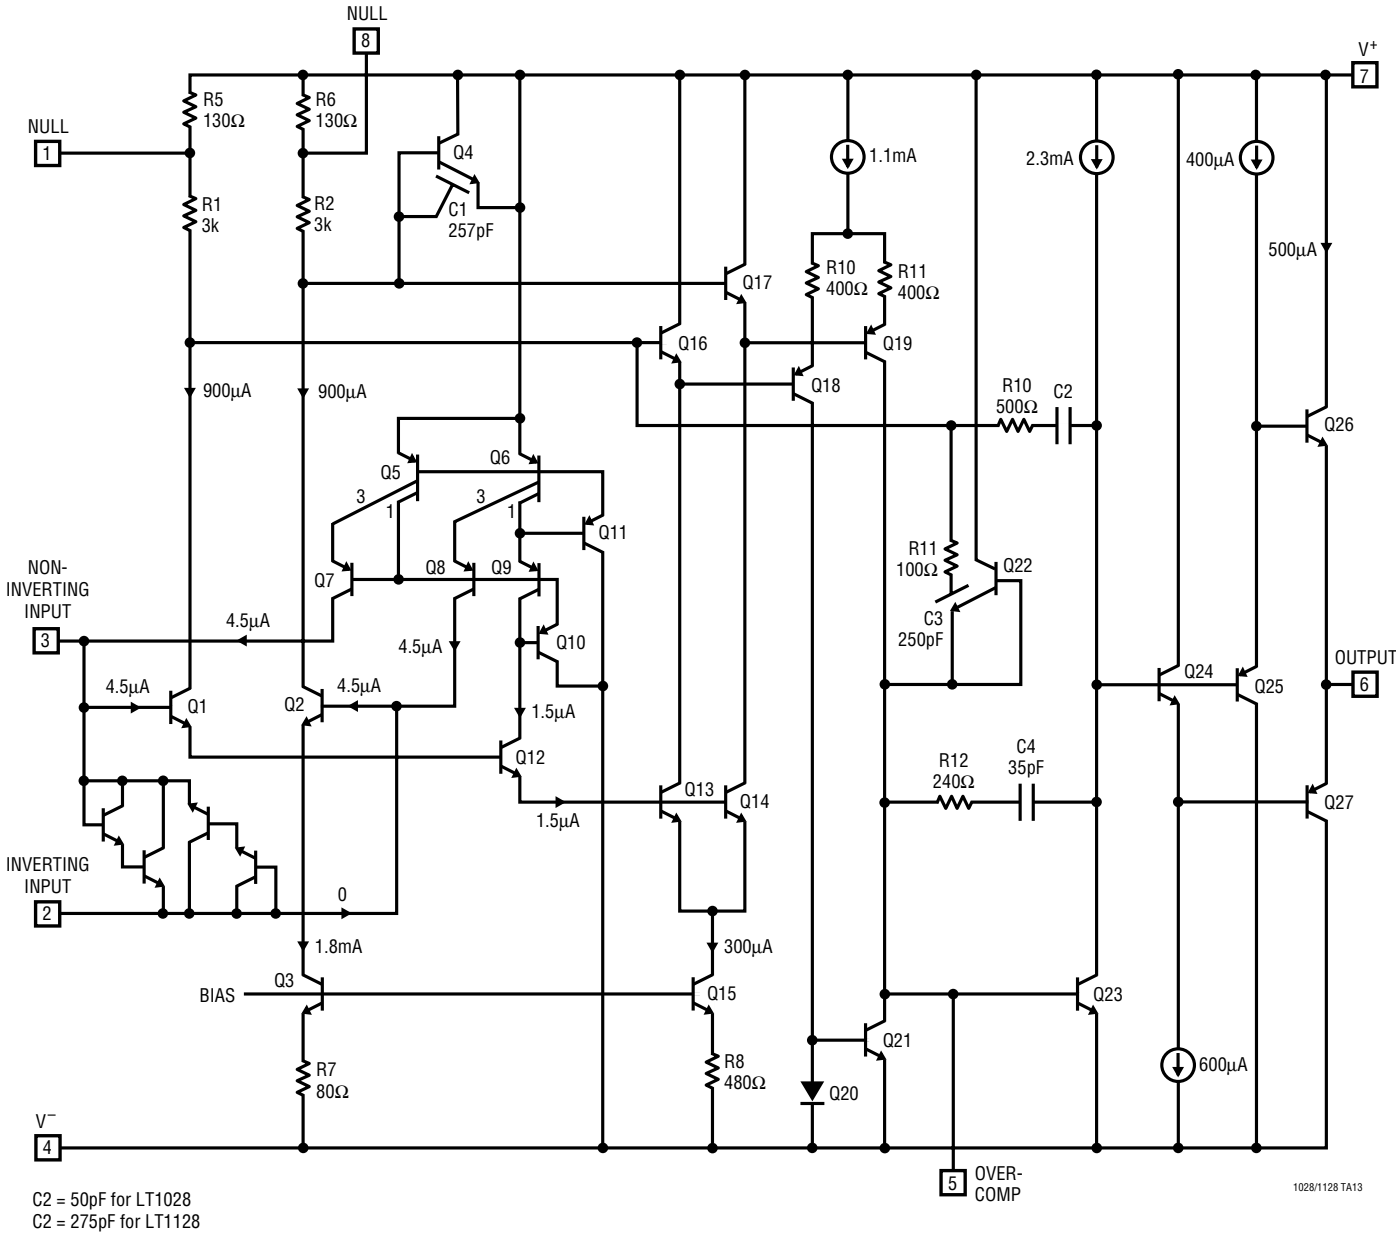 NULL
8
V+
7
R5
130Ω
R6
130Ω
NULL
1
Q4
1.1mA
2.3mA
400µA
R1
3k
R2
3k
C1
257pF
500µA
R10
400Ω
R11
400Ω
Q17
Q16
Q19
Q18
900µA
900µA
R10
500Ω
C2
Q26
Q5
Q6
3
1
3
1
Q11
R11
100Ω
Q22
NON-
INVERTING
INPUT
3
Q7
Q8
Q9
4.5µA
C3
250pF
4.5µA
Q10
OUTPUT
6
4.5µA
Q1
Q2
4.5µA
1.5µA
Q24
Q25
Q12
R12
240Ω
C4
35pF
Q13
Q14
Q27
1.5µA
INVERTING
INPUT
2
0
1.8mA
300µA
BIAS
Q3
Q15
Q23
R7
80Ω
R8
480Ω
Q21
600µA
Q20
V−
4
5
OVER-
COMP
1028/1128 TA13
C2 = 50pF for LT1028
C2 = 275pF for LT1128